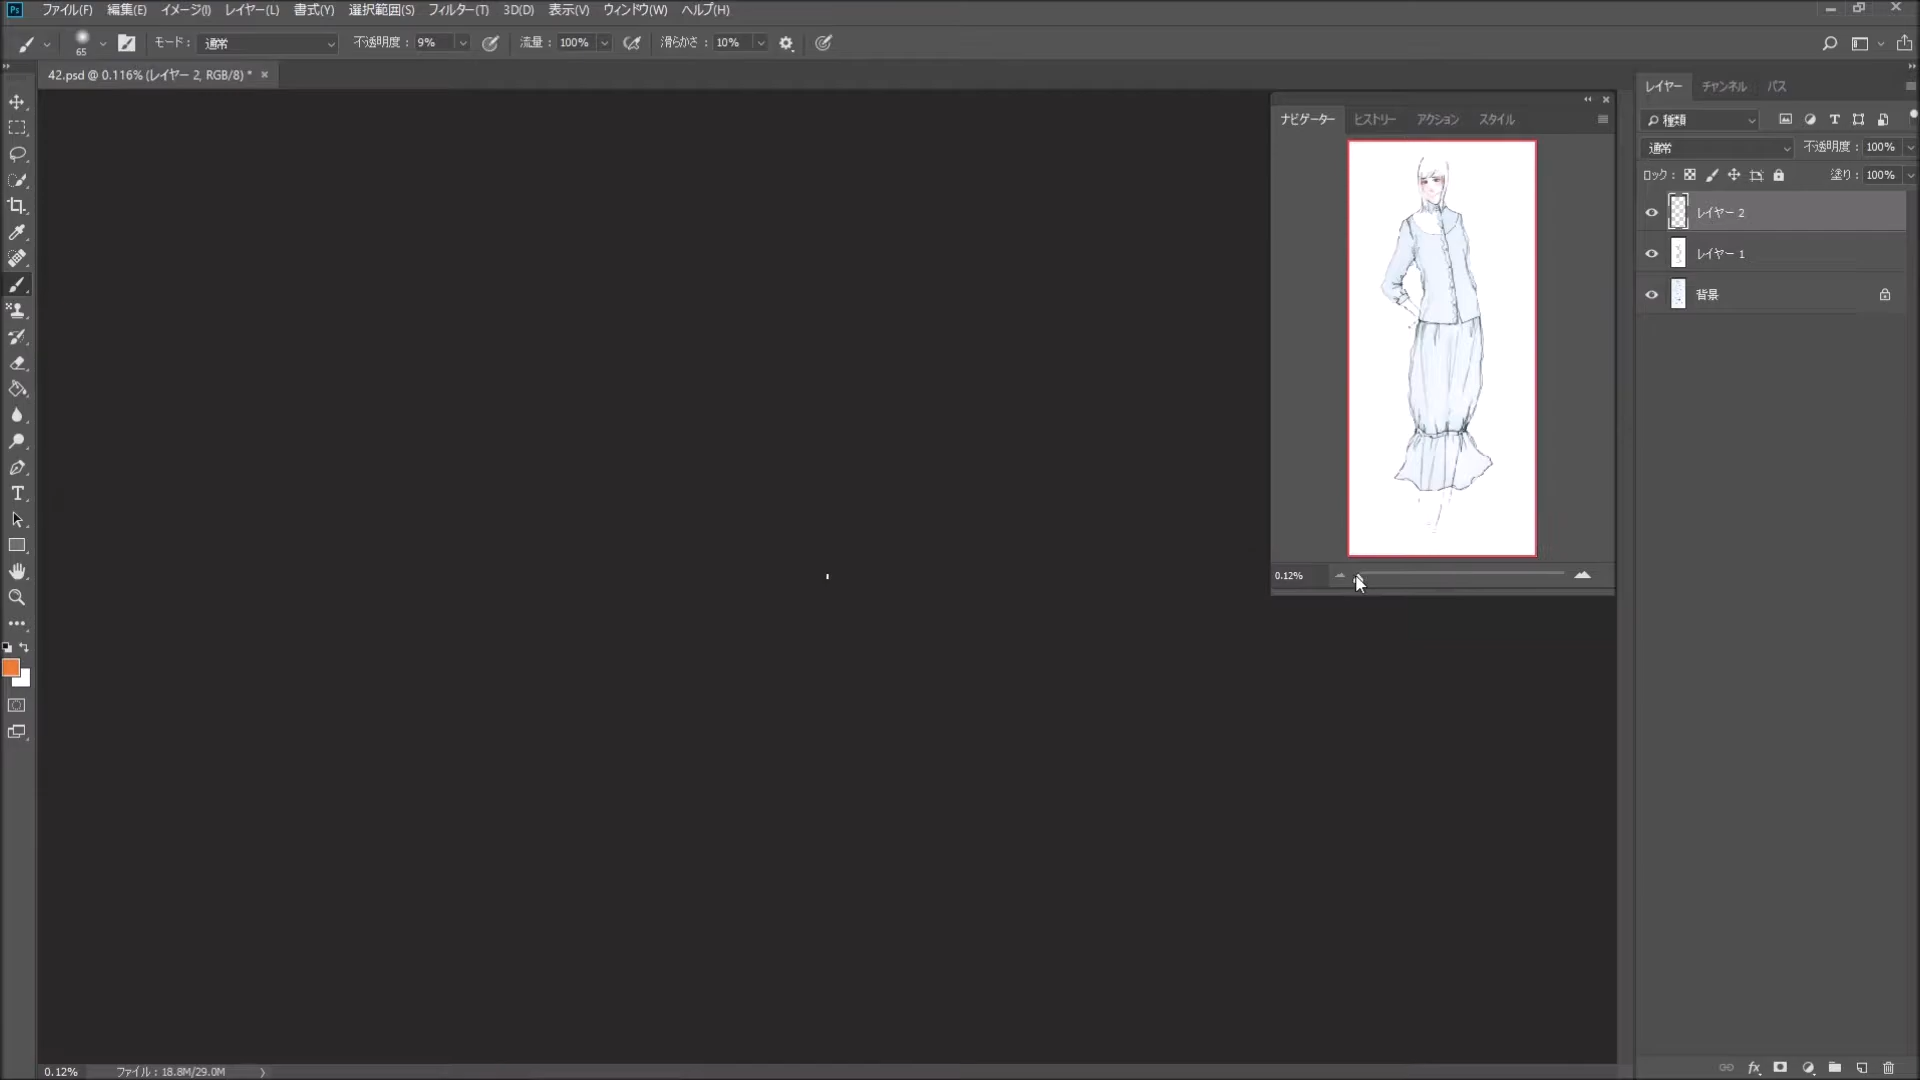 Ps ファイル(F) 編集(E) イメージ(I) レイヤー(L) 書式(Y) 選択範囲(S) フィルター(T) 3D(D) 表示(V) ウィンドウ(W) ヘルプ(H)
65 モード： 通常 不透明度： 9% 流量： 100% 滑らかさ： 10%
42.psd @ 0.116% (レイヤー 2, RGB/8) *
レイヤー チャンネル パス
ナビゲーター ヒストリー アクション スタイル
種類
通常 不透明度： 100%
ロック： 塗り： 100%
レイヤー 2
レイヤー 1
背景
0.12%
0.12% ファイル：18.8M/29.0M